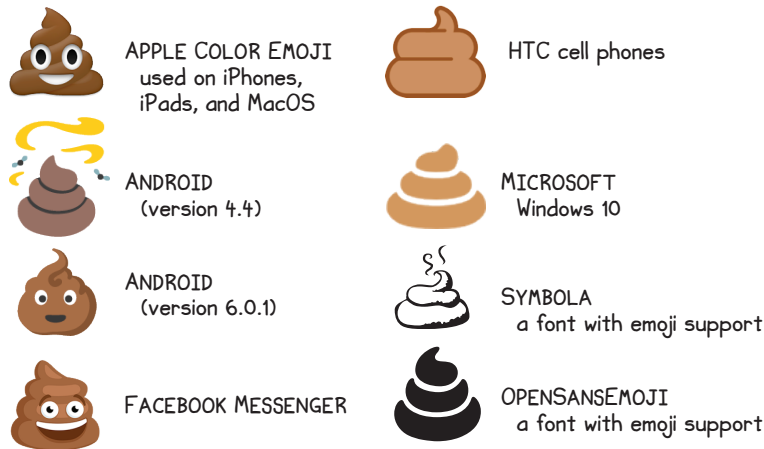 APPLE COLOR EMOJI
used on iPhones,
iPads, and MacOS
ANDROID
(version 4.4)
ANDROID
(version 6.0.1)
FACEBOOK MESSENGER
HTC cell phones
MICROSOFT
Windows 10
SYMBOLA
a font with emoji support
OPENSANSEMOJI
a font with emoji support